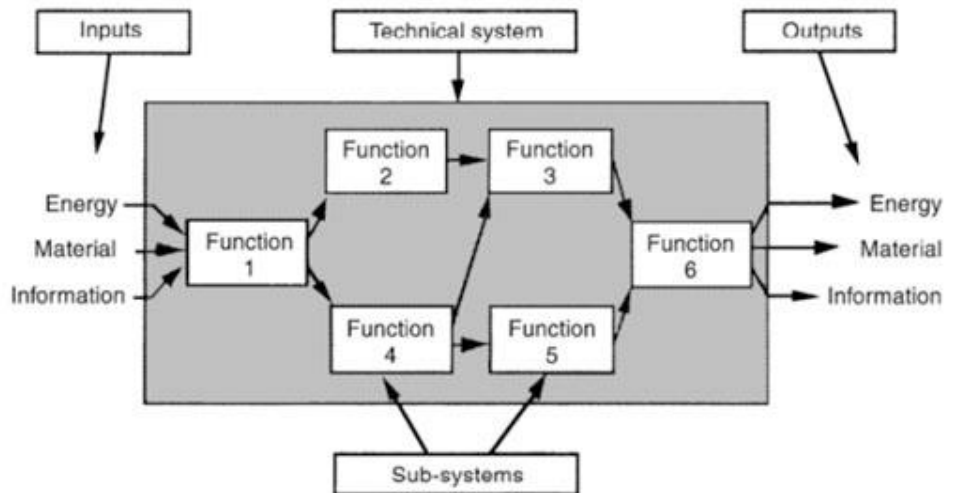 Inputs
Technical system
Outputs
Function
2
Function
3
Energy
Material
Information
Function
1
Function
6
Energy
Material
Information
Function
4
Function
5
Sub-systems